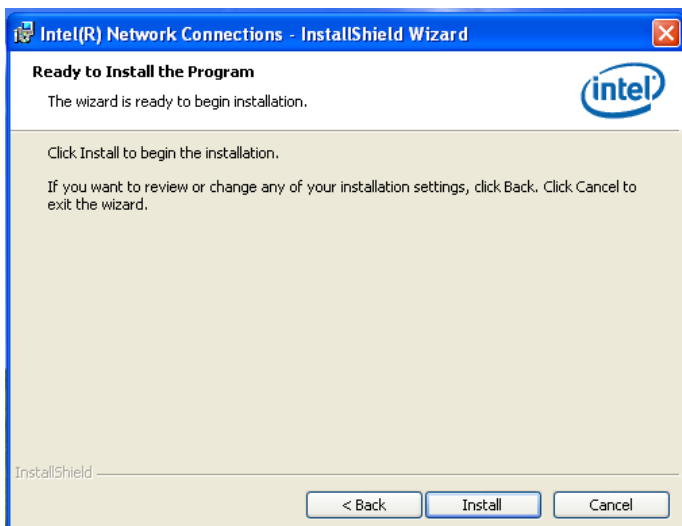 Intel(R) Network Connections - InstallShield Wizard
Ready to Install the Program
The wizard is ready to begin installation.
intel
Click Install to begin the installation.
If you want to review or change any of your installation settings, click Back. Click Cancel to
exit the wizard.
InstallShield
< Back
Install
Cancel